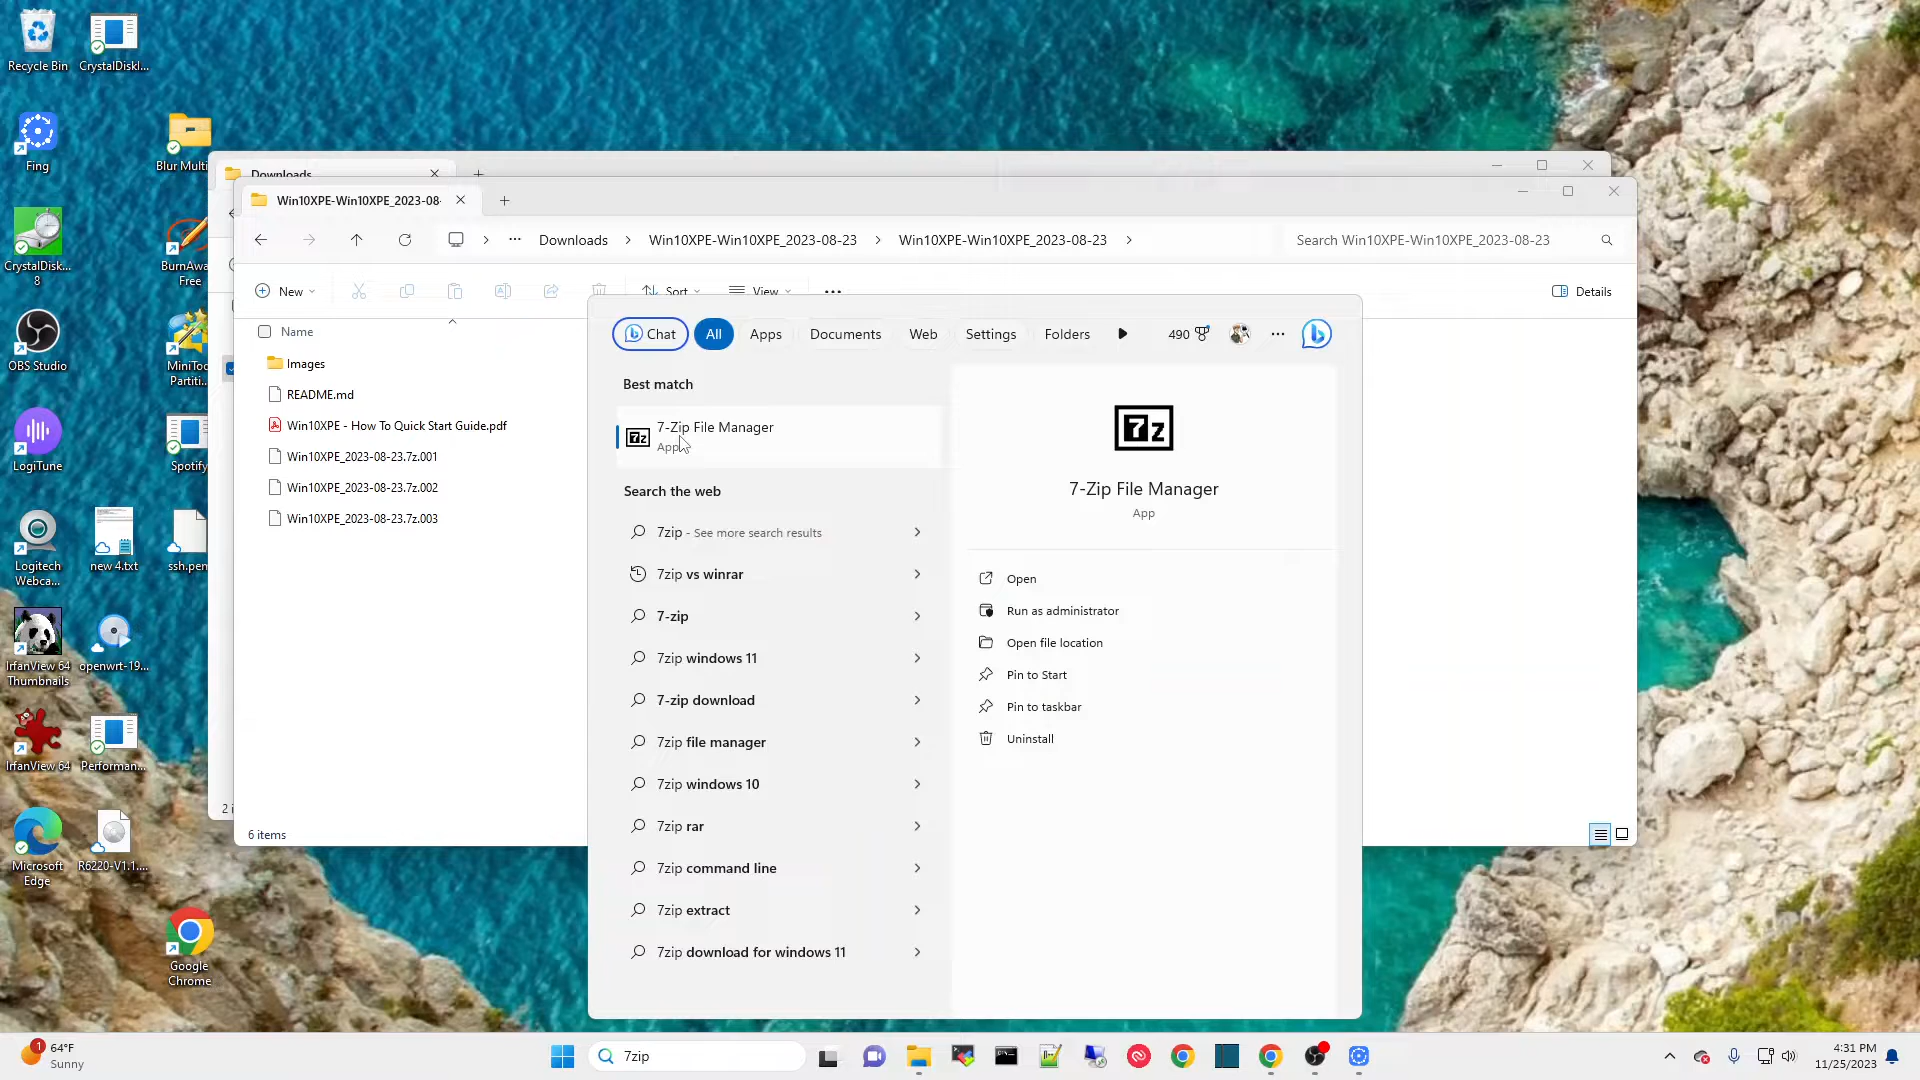 Recycle Bin
CrystalDiskI...
Fing
Blur Multi
CrystalDisk...
8
BurnAwa
Free
OBS Studio
MiniToo
Partiti...
LogiTune
Spotify
Logitech
Webca...
new 4.txt
ssh.pen
IrfanView 64
Thumbnails
openwrt-19...
IrfanView 64
Performan...
Microsoft
Edge
R6220-V1.1....
Google
Chrome
Downloads
2 i
Win10XPE-Win10XPE_2023-08-
Downloads
Win10XPE-Win10XPE_2023-08-23
Win10XPE-Win10XPE_2023-08-23
Search Win10XPE-Win10XPE_2023-08-23
New
Sort
View
Details
Name
Images
README.md
Win10XPE - How To Quick Start Guide.pdf
Win10XPE_2023-08-23.7z.001
Win10XPE_2023-08-23.7z.002
Win10XPE_2023-08-23.7z.003
6 items
Chat
All
Apps
Documents
Web
Settings
Folders
490
Best match
7-Zip File Manager
App
Search the web
7zip - See more search results
7zip vs winrar
7-zip
7zip windows 11
7-zip download
7zip file manager
7zip windows 10
7zip rar
7zip command line
7zip extract
7zip download for windows 11
7z
7-Zip File Manager
App
Open
Run as administrator
Open file location
Pin to Start
Pin to taskbar
Uninstall
1
64°F
Sunny
7zip
4:31 PM
11/25/2023